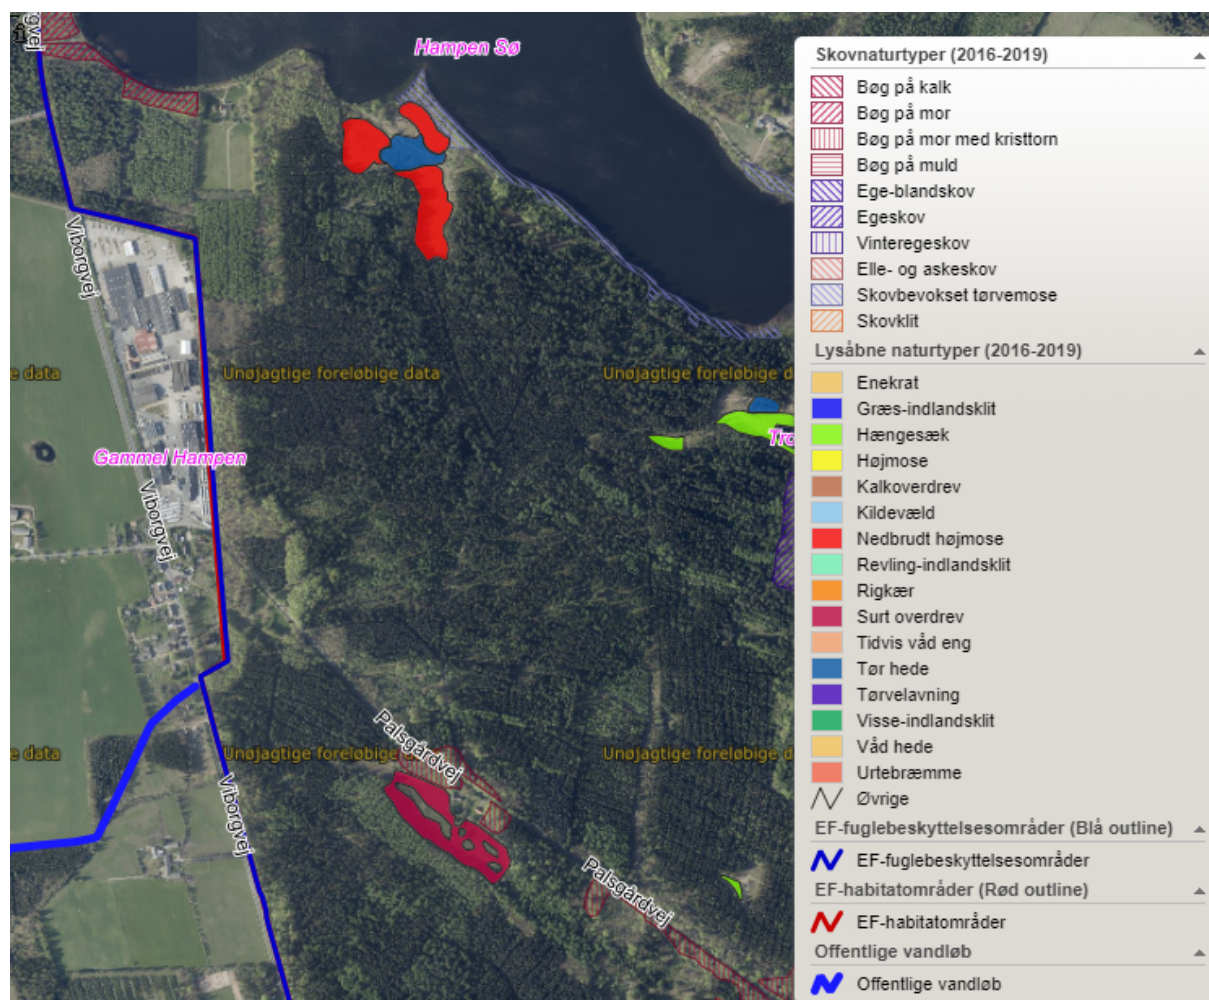 gvej
Hampen Sø
Viborgvej
e data
Unøjagtige foreløbige data
Unøjagtige foreløbige d
Tro
Gammel Hampen
Viborgvej
Palsgårdvej
e data
Unøjagtige foreløbige data
Unøjagtige foreløbige d
Viborgvej
Palsgårdvej
Skovnaturtyper (2016-2019)
Bøg på kalk
Bøg på mor
Bøg på mor med kristtorn
Bøg på muld
Ege-blandskov
Egeskov
Vinteregeskov
Elle- og askeskov
Skovbevokset tørvemose
Skovklit
Lysåbne naturtyper (2016-2019)
Enekrat
Græs-indlandsklit
Hængesæk
Højmose
Kalkoverdrev
Kildevæld
Nedbrudt højmose
Revling-indlandsklit
Rigkær
Surt overdrev
Tidvis våd eng
Tør hede
Tørvelavning
Visse-indlandsklit
Våd hede
Urtebræmme
Øvrige
EF-fuglebeskyttelsesområder (Blå outline)
EF-fuglebeskyttelsesområder
EF-habitatområder (Rød outline)
EF-habitatområder
Offentlige vandløb
Offentlige vandløb